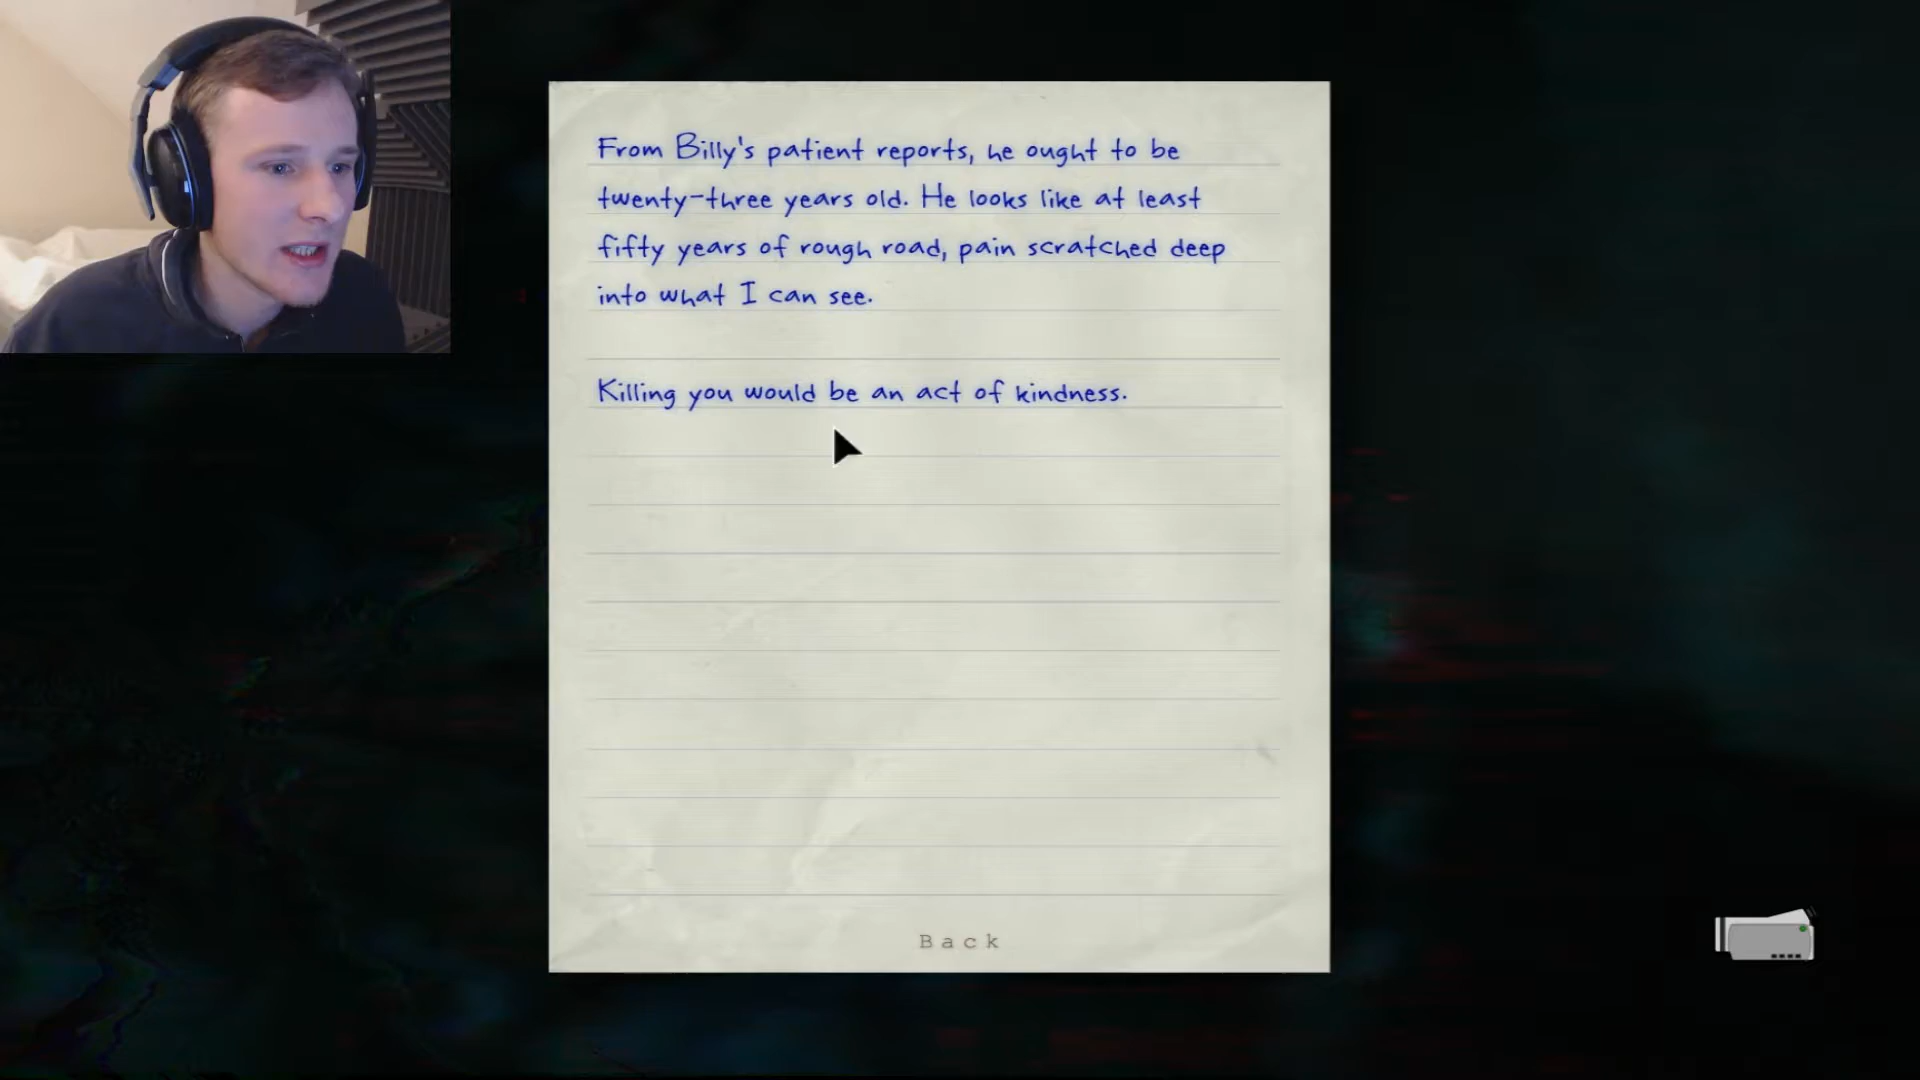 From Billy's patient reports, he ought to be
twenty-three years old. He looks like at least
fifty years of rough road, pain scratched deep
into what I can see.
Killing you would be an act of kindness.
Back